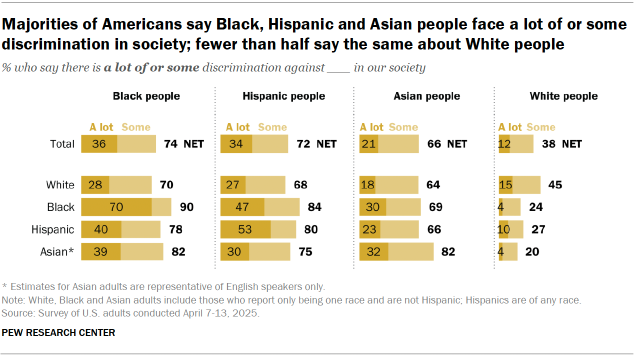 Majorities of Americans say Black, Hispanic and Asian people face a lot of or some
discrimination in society; fewer than half say the same about White people
% who say there is a lot of or some discrimination against ___ in our society
Black people Hispanic people Asian people White people
A lot Some A lot Some A lot Some A lot Some
Total 36 74 NET 34 72 NET 21 66 NET 12 38 NET
White 28 70 27 68 18 64 15 45
Black 70 90 47 84 30 69 4 24
Hispanic 40 78 53 80 23 66 10 27
Asian* 39 82 30 75 32 82 4 20
* Estimates for Asian adults are representative of English speakers only.
Note: White, Black and Asian adults include those who report only being one race and are not Hispanic; Hispanics are of any race.
Source: Survey of U.S. adults conducted April 7-13, 2025.
PEW RESEARCH CENTER